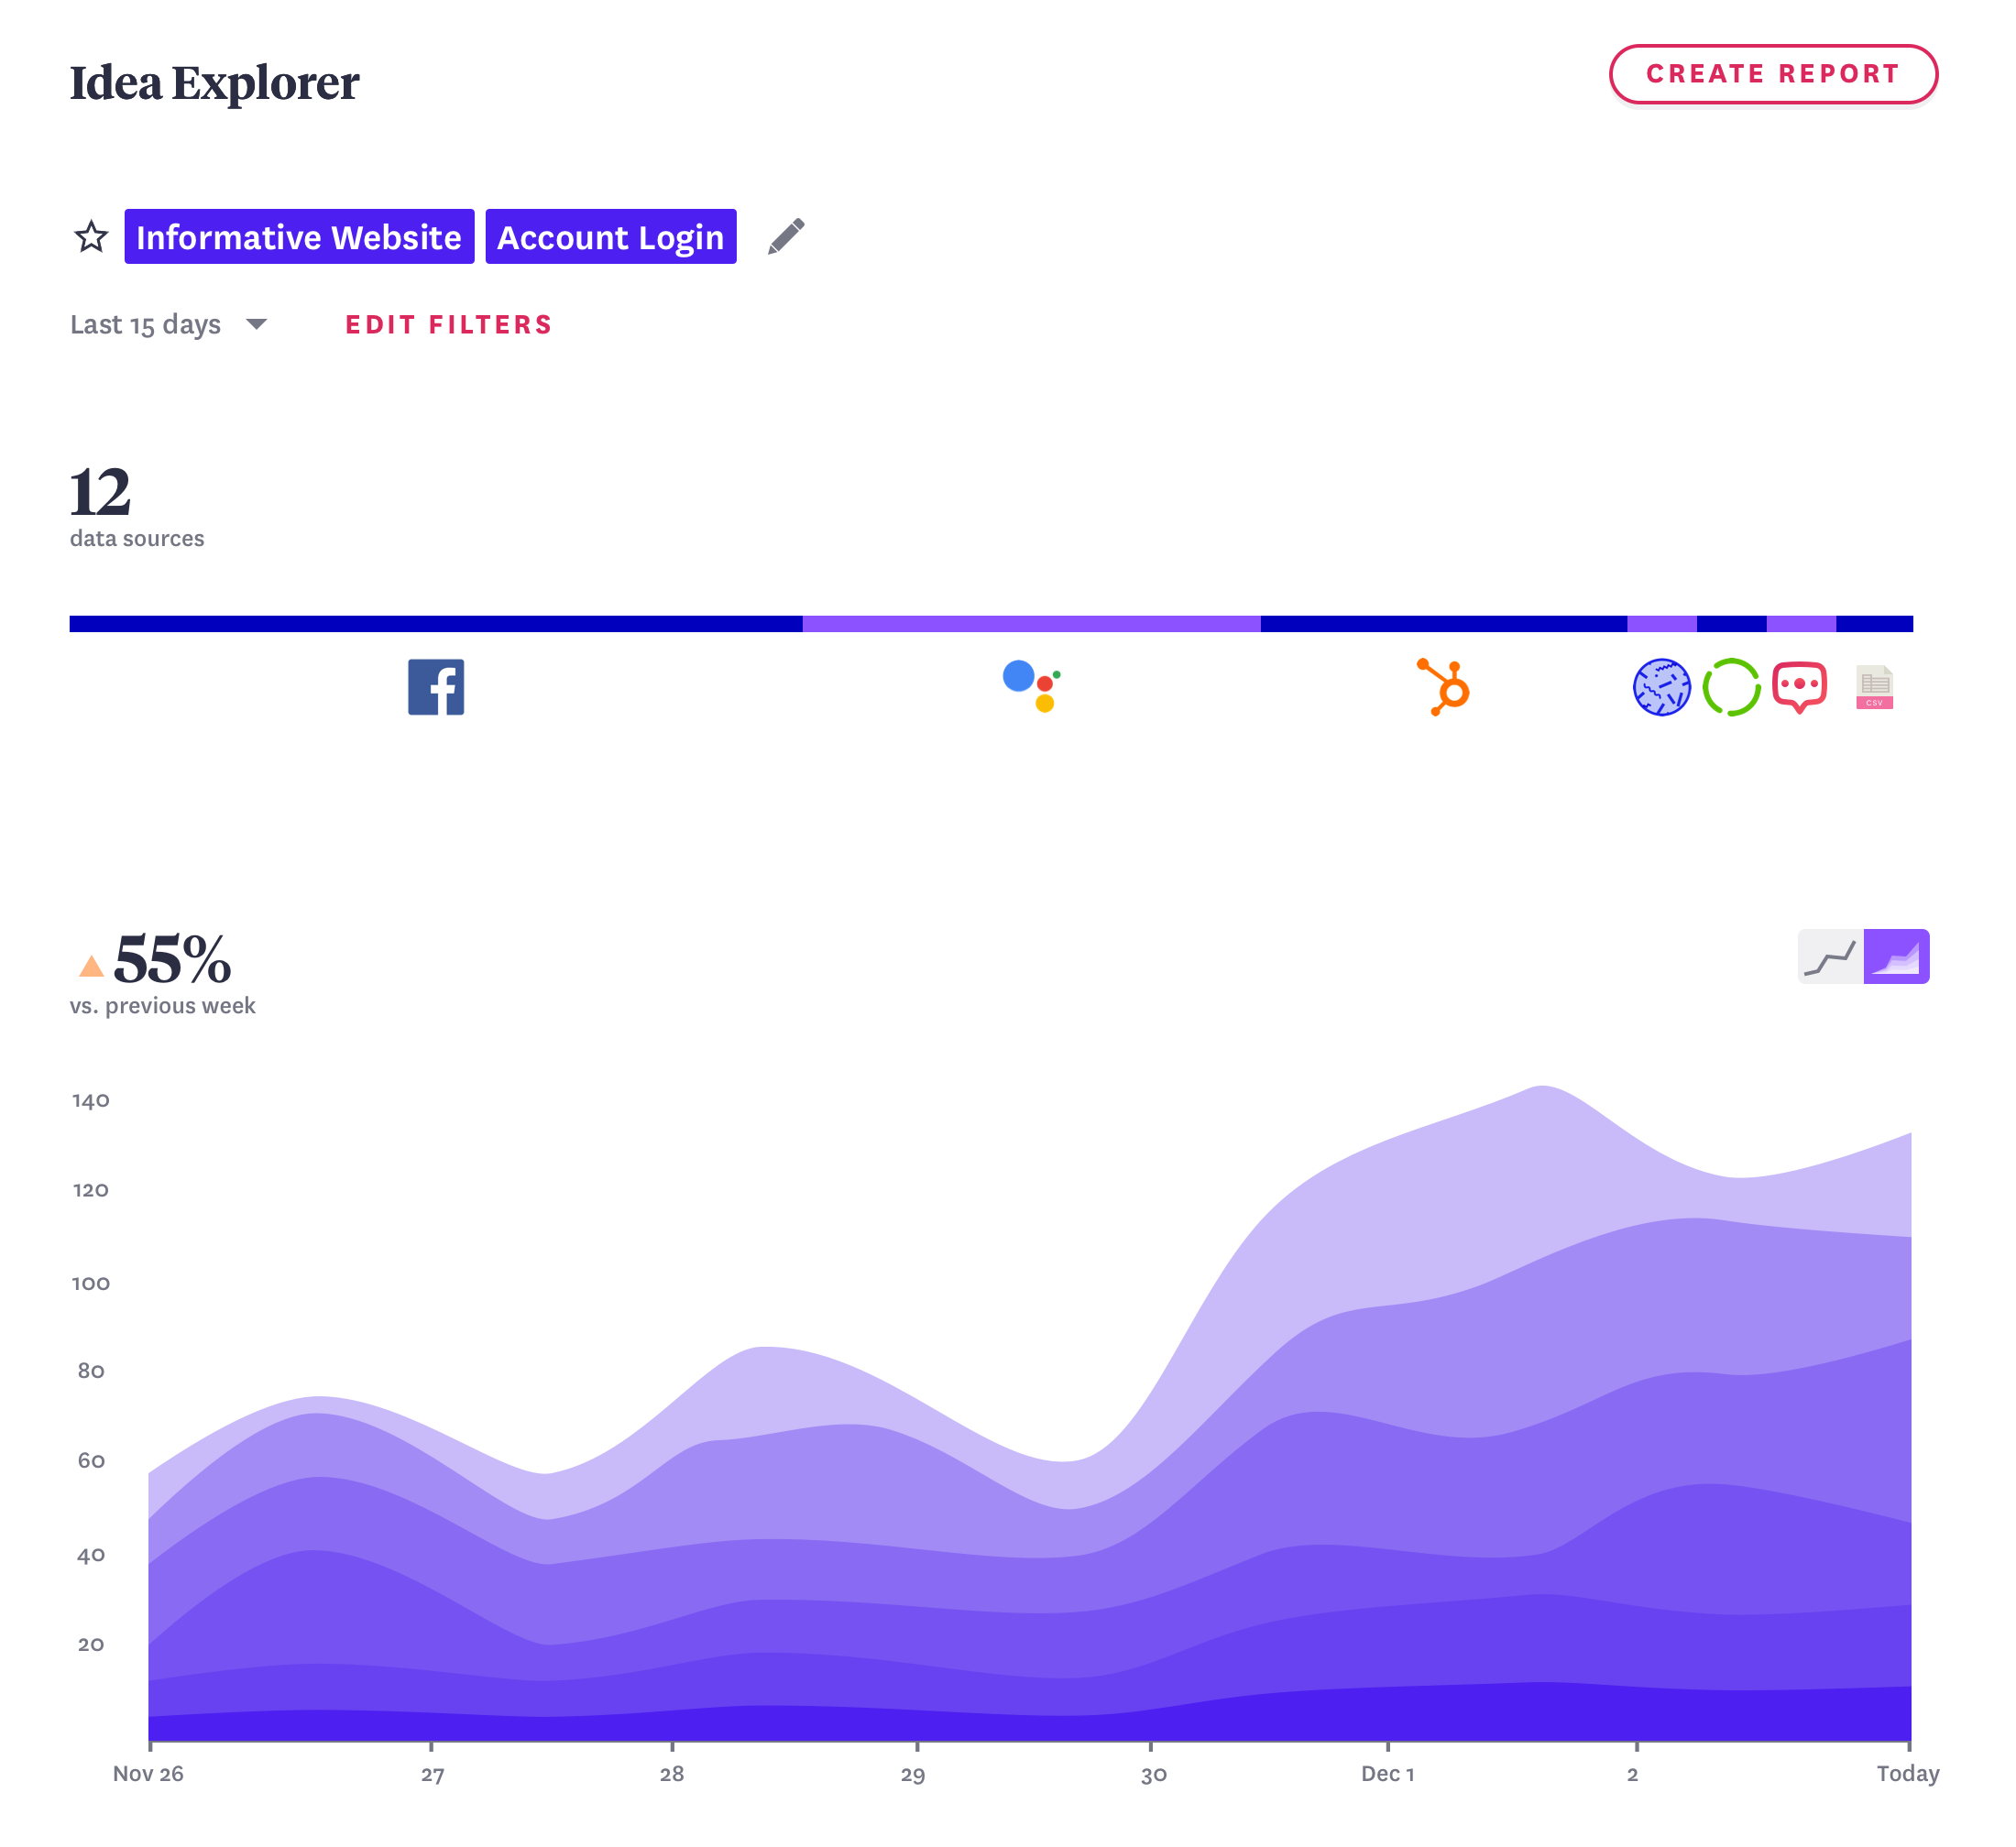 Idea Explorer
CREATE REPORT
Informative Website Account Login
Last 15 days EDIT FILTERS
12
data sources
CSV
55%
vs. previous week
140
120
100
80
60
40
20
Nov 26 27 28 29 30 Dec 1 2 Today